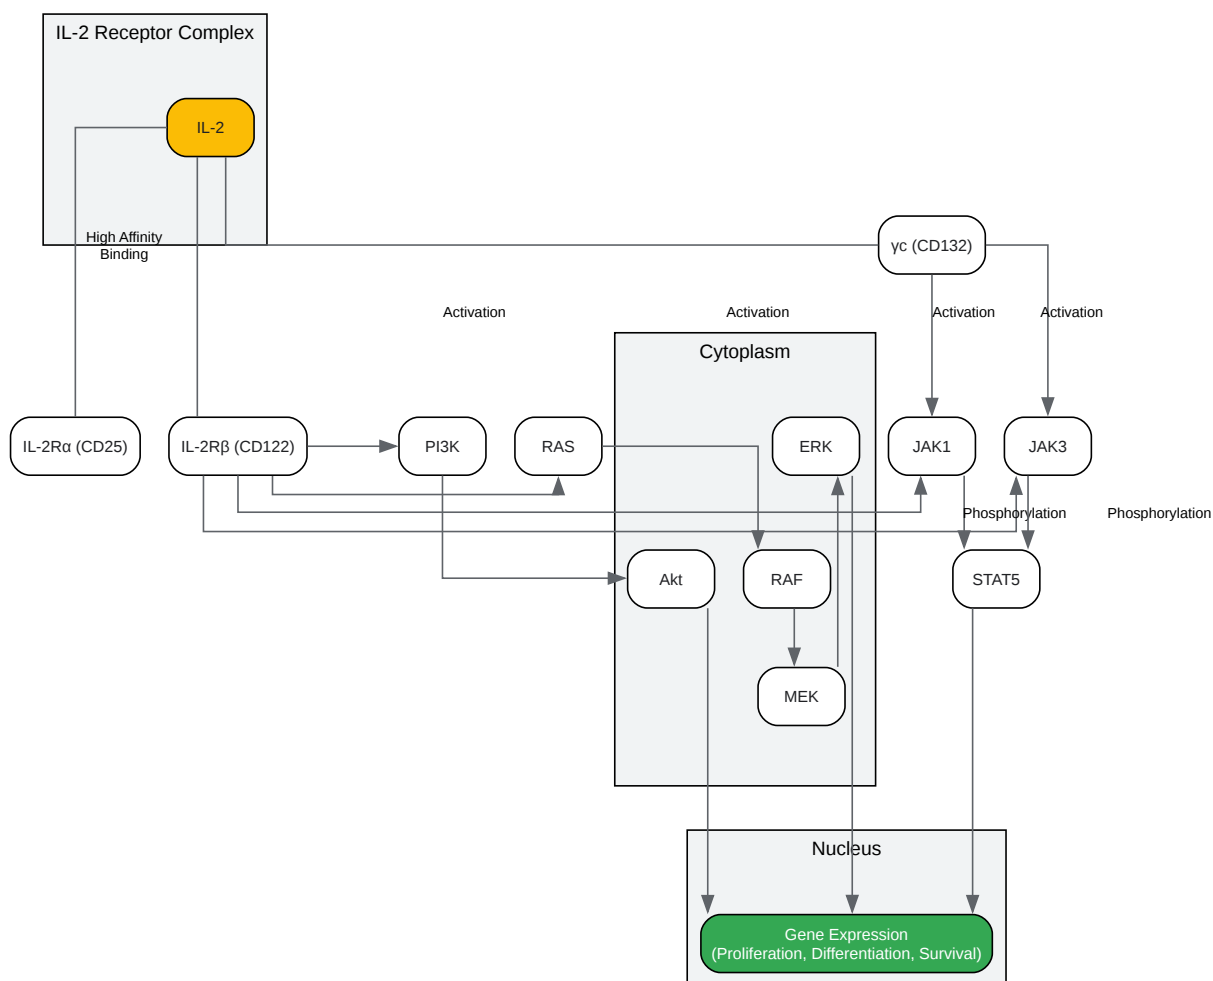 IL-2 Receptor Complex
IL-2
High Affinity
Binding
γc (CD132)
Activation
Activation
Activation
Activation
Cytoplasm
IL-2Rα (CD25)
IL-2Rβ (CD122)
PI3K
RAS
ERK
JAK1
JAK3
Phosphorylation
Phosphorylation
Akt
RAF
STAT5
MEK
Nucleus
Gene Expression
(Proliferation, Differentiation, Survival)